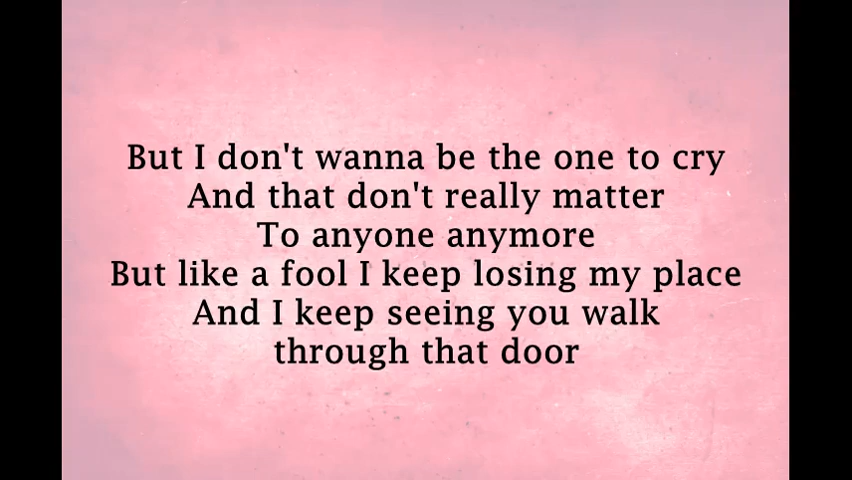 But I don't wanna be the one to cry
And that don't really matter
To anyone anymore
But like a fool I keep losing my place
And I keep seeing you walk
through that door